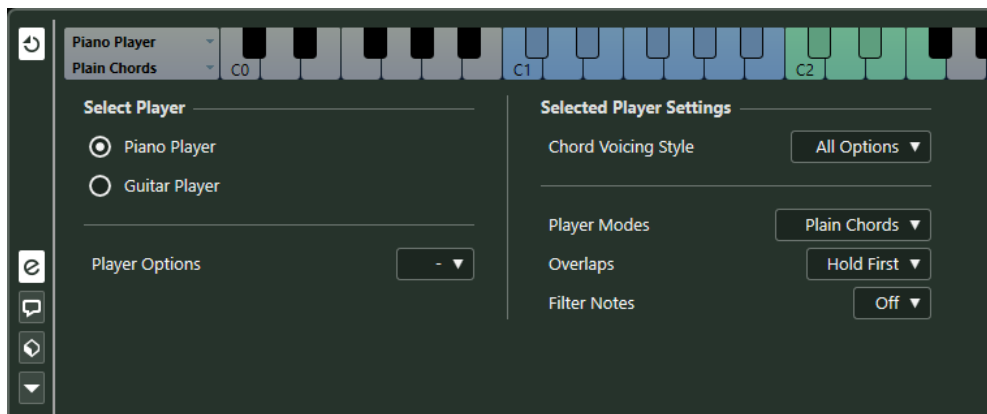 Piano Player
Plain Chords
C0
C1
C2
Select Player
Piano Player
Guitar Player
Player Options
-
Selected Player Settings
Chord Voicing Style
All Options
Player Modes
Plain Chords
Overlaps
Hold First
Filter Notes
Off